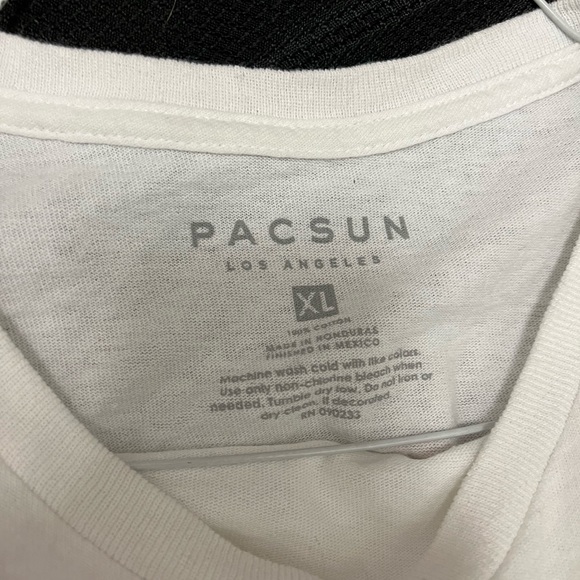 PACSUN
LOS ANGELES
XL
100% COTTON
MADE IN HONDURAS
FINISHED IN MEXICO
Machine wash cold with like colors.
Use only non-chlorine bleach when
needed. Tumble dry low. Do not iron or
dry clean. If decorated.
RN 090233